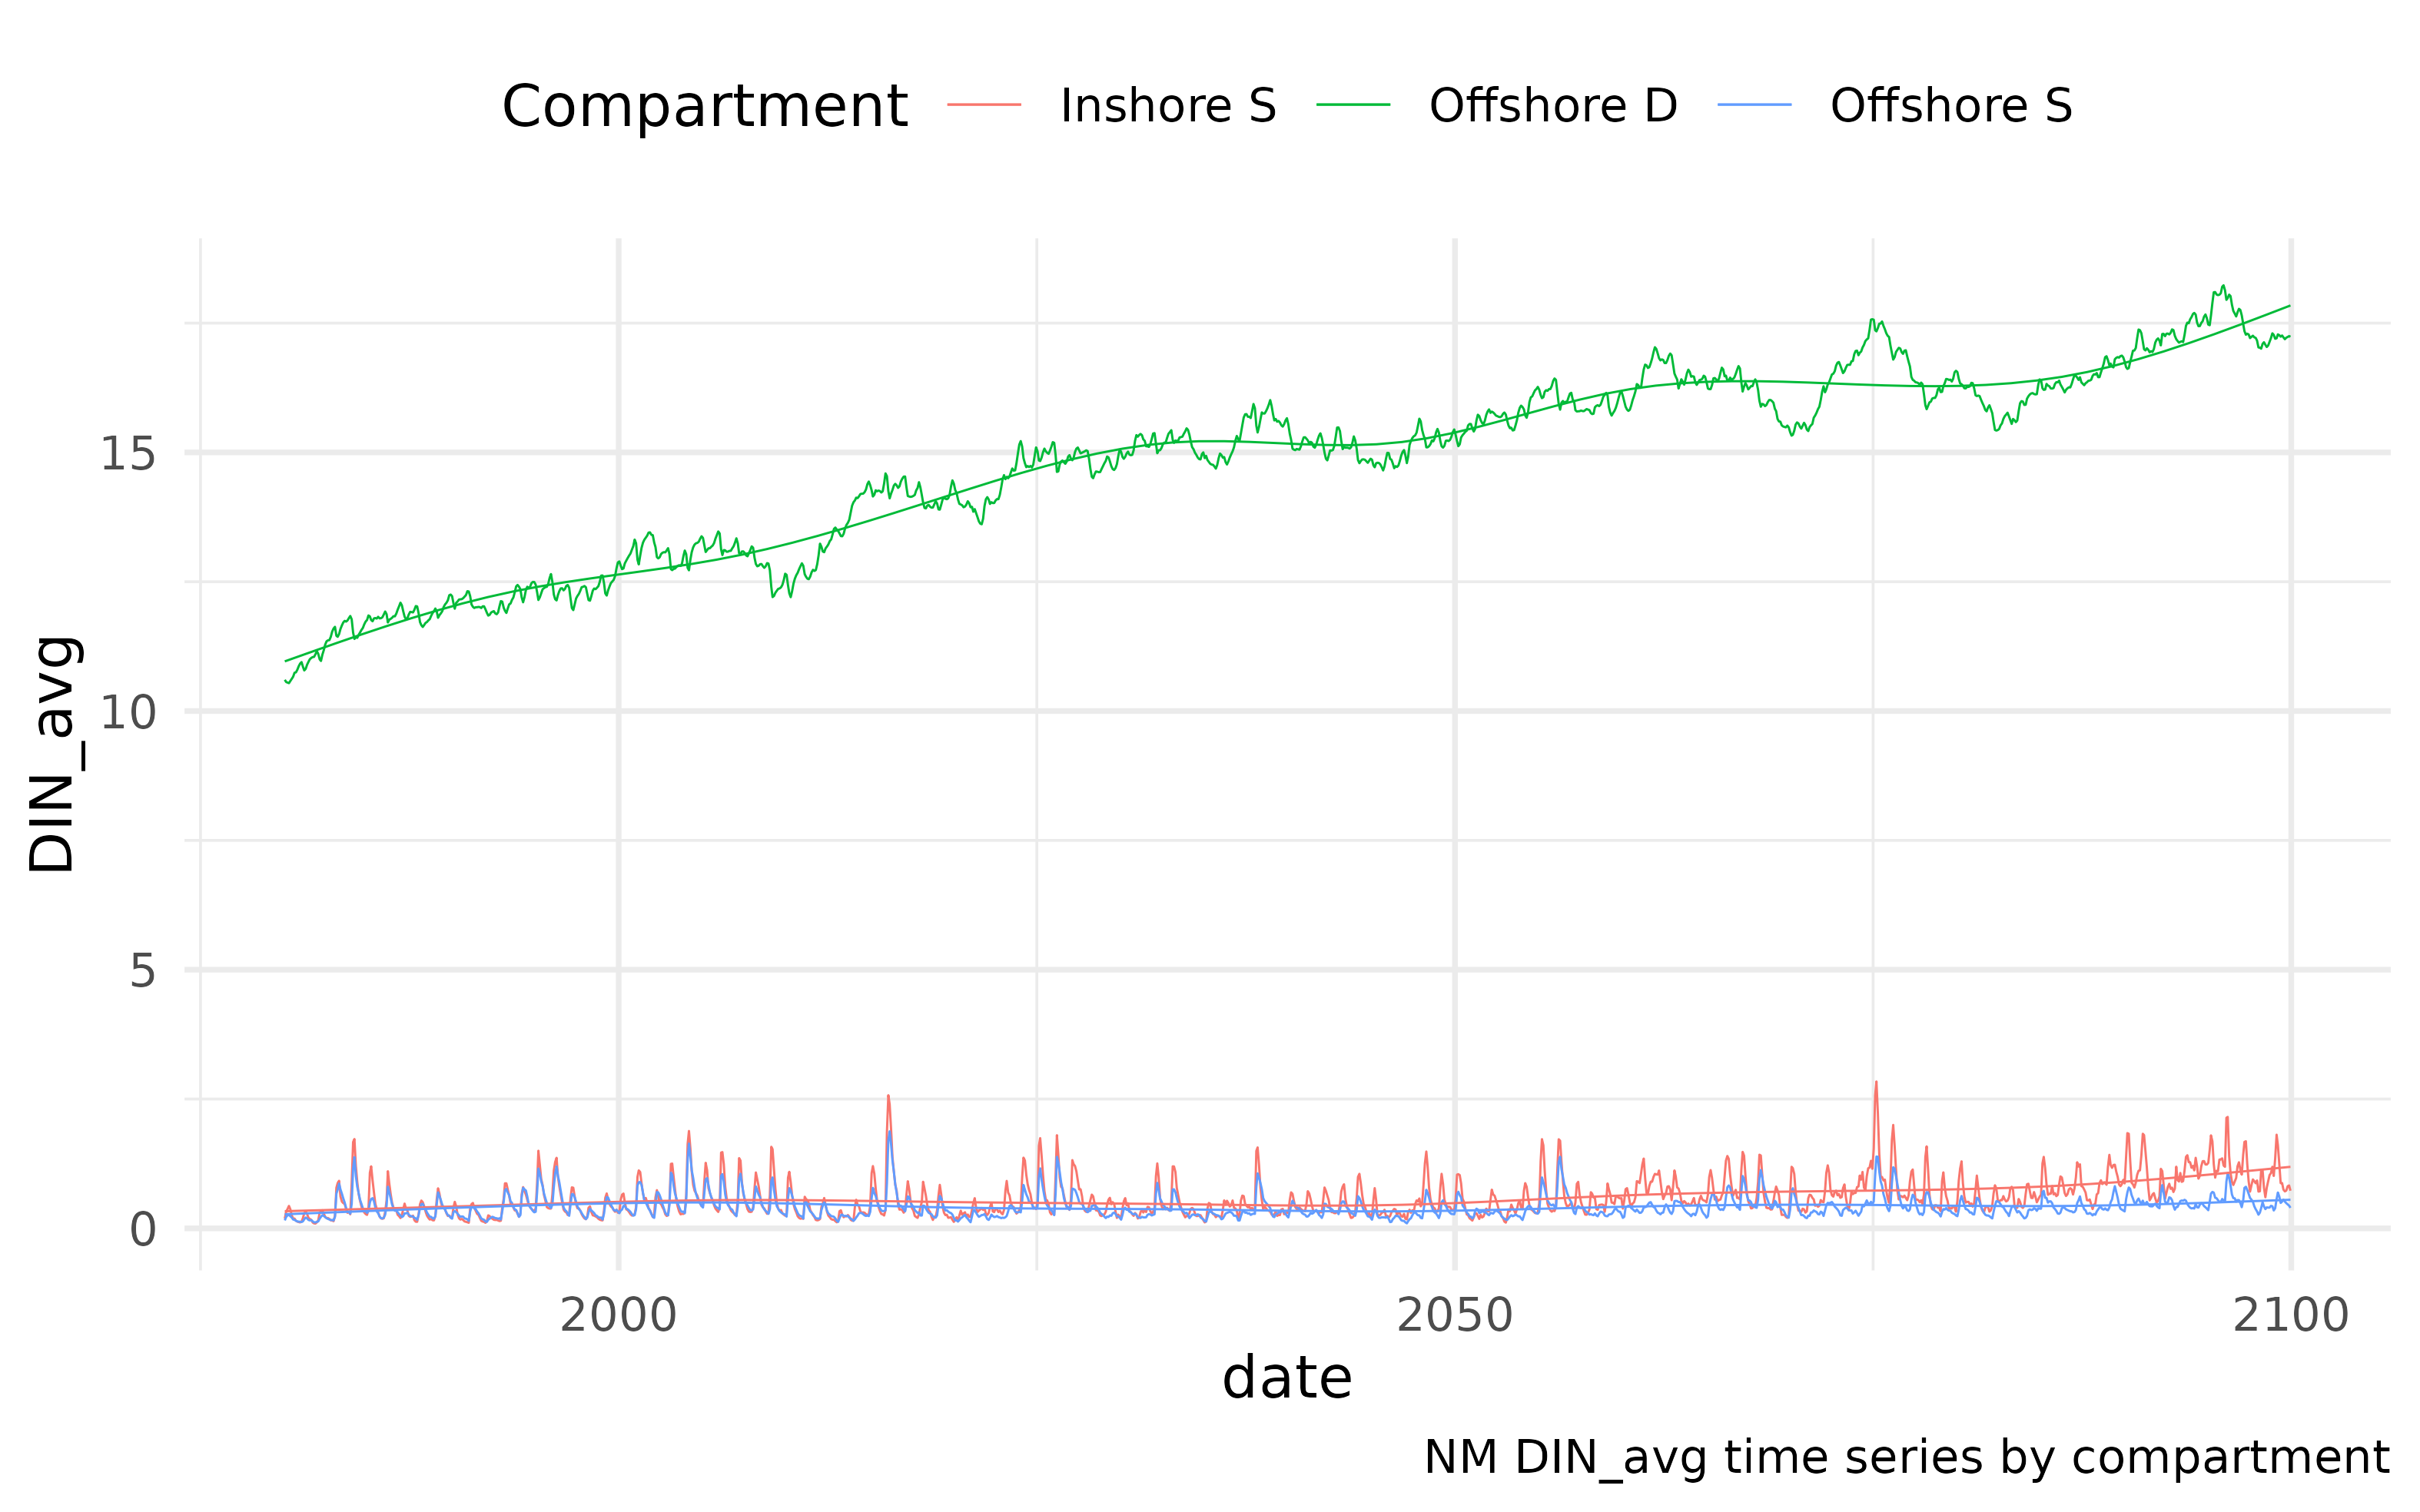 Compartment Inshore S Offshore D Offshore S
15
10
5
0
DIN_avg
2000 2050 2100
date
NM DIN_avg time series by compartment